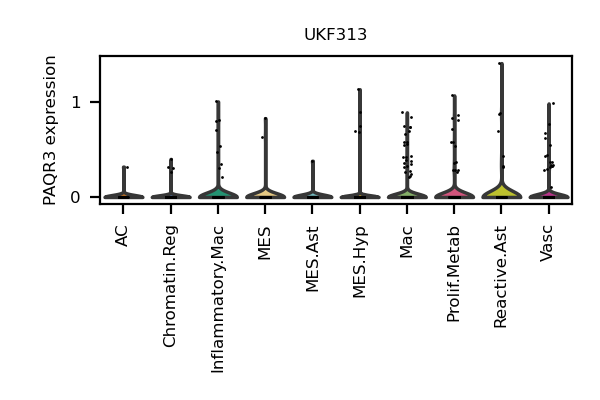 UKF313
PAQR3 expression
1
0
AC
Chromatin.Reg
Inflammatory.Mac
MES
MES.Ast
MES.Hyp
Mac
Prolif.Metab
Reactive.Ast
Vasc